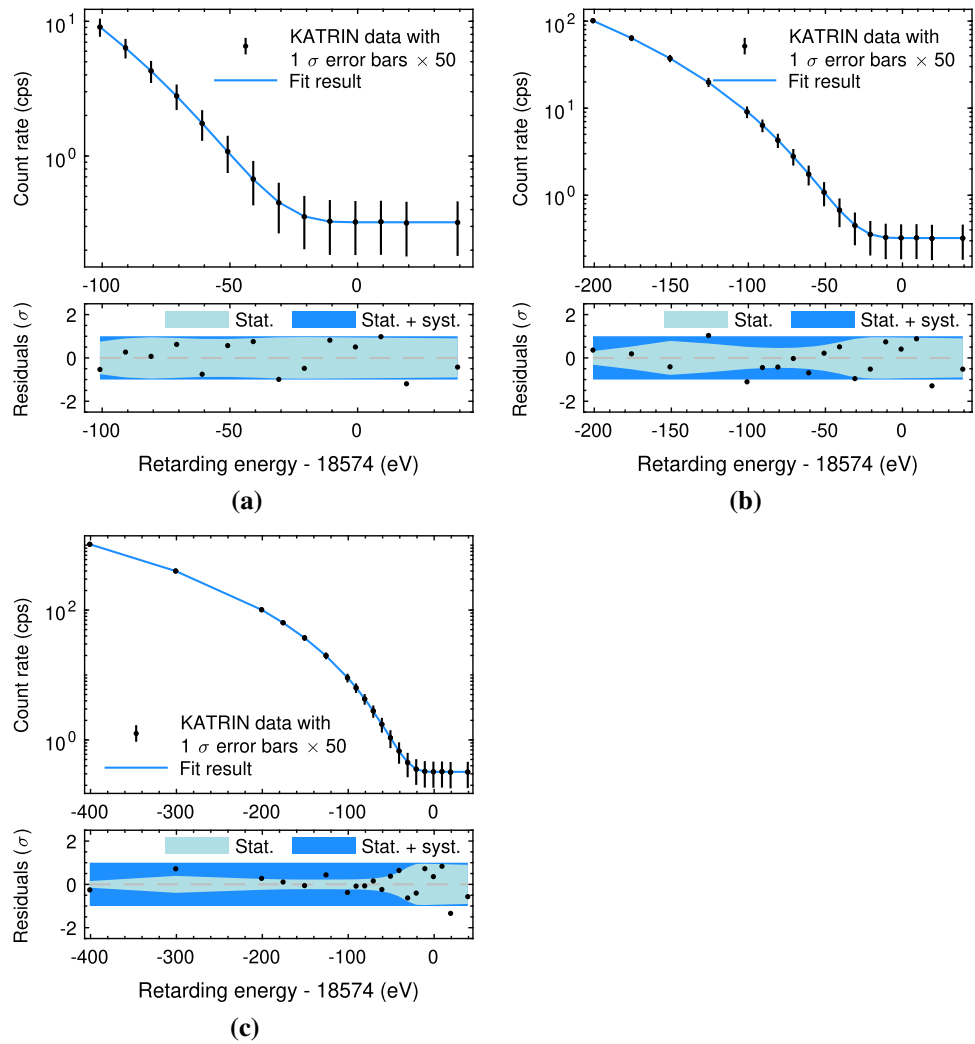 10^1
10^0
Count rate (cps)
KATRIN data with
1 σ error bars × 50
Fit result
-100 -50 0
2
0
-2
Residuals (σ)
Stat. Stat. + syst.
-100 -50 0
Retarding energy - 18574 (eV)
(a)
10^2
10^1
10^0
Count rate (cps)
KATRIN data with
1 σ error bars × 50
Fit result
-200 -150 -100 -50 0
2
0
-2
Residuals (σ)
Stat. Stat. + syst.
-200 -150 -100 -50 0
Retarding energy - 18574 (eV)
(b)
10^2
10^0
Count rate (cps)
KATRIN data with
1 σ error bars × 50
Fit result
-400 -300 -200 -100 0
2
0
-2
Residuals (σ)
Stat. Stat. + syst.
-400 -300 -200 -100 0
Retarding energy - 18574 (eV)
(c)